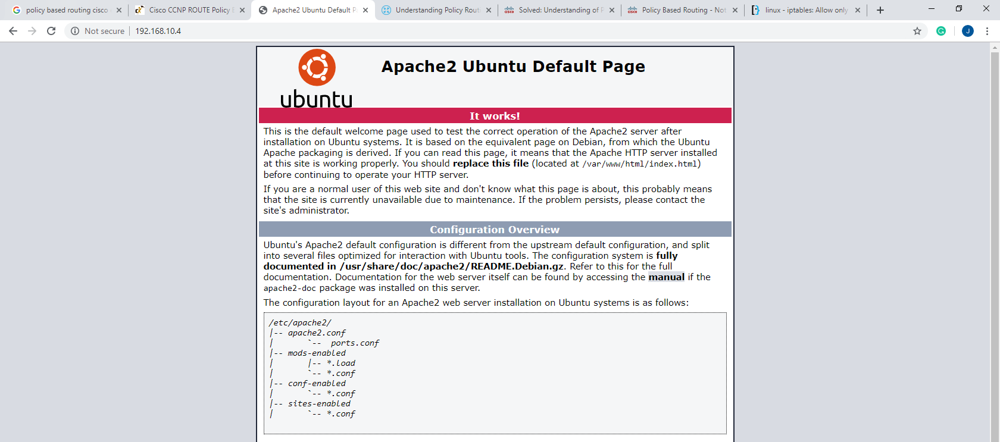 policy based routing cisco
Cisco CCNP ROUTE Policy
Apache2 Ubuntu Default P
Understanding Policy Routi
Solved: Understanding of P
Policy Based Routing - Not
linux - iptables: Allow only
Not secure
192.168.10.4
J
ubuntu
Apache2 Ubuntu Default Page
It works!
This is the default welcome page used to test the correct operation of the Apache2 server after
installation on Ubuntu systems. It is based on the equivalent page on Debian, from which the Ubuntu
Apache packaging is derived. If you can read this page, it means that the Apache HTTP server installed
at this site is working properly. You should replace this file (located at /var/www/html/index.html)
before continuing to operate your HTTP server.
If you are a normal user of this web site and don't know what this page is about, this probably means
that the site is currently unavailable due to maintenance. If the problem persists, please contact the
site's administrator.
Configuration Overview
Ubuntu's Apache2 default configuration is different from the upstream default configuration, and split
into several files optimized for interaction with Ubuntu tools. The configuration system is fully
documented in /usr/share/doc/apache2/README.Debian.gz. Refer to this for the full
documentation. Documentation for the web server itself can be found by accessing the manual if the
apache2-doc package was installed on this server.
The configuration layout for an Apache2 web server installation on Ubuntu systems is as follows:
/etc/apache2/
|-- apache2.conf
|       `--  ports.conf
|-- mods-enabled
|       |-- *.load
|       `-- *.conf
|-- conf-enabled
|       `-- *.conf
|-- sites-enabled
|       `-- *.conf